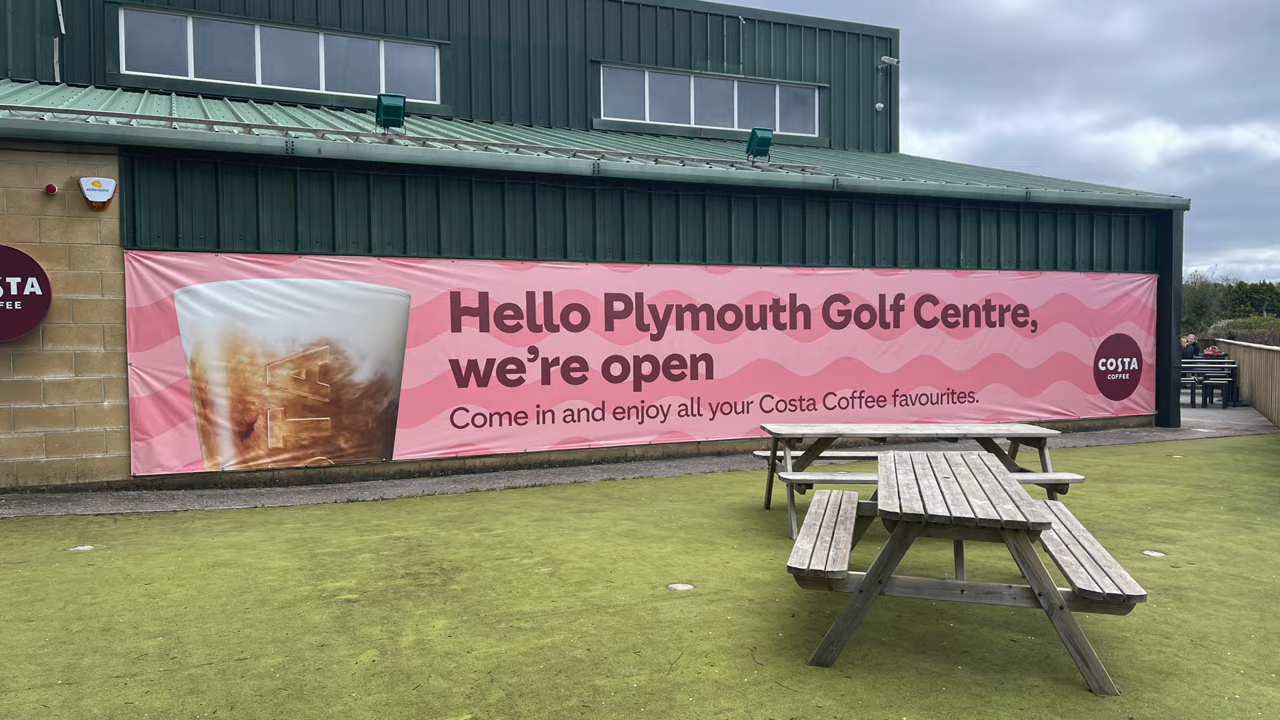 Hello Plymouth Golf Centre,
we're open
Come in and enjoy all your Costa Coffee favourites.
COSTA
COFFEE
STA
FEE
TA